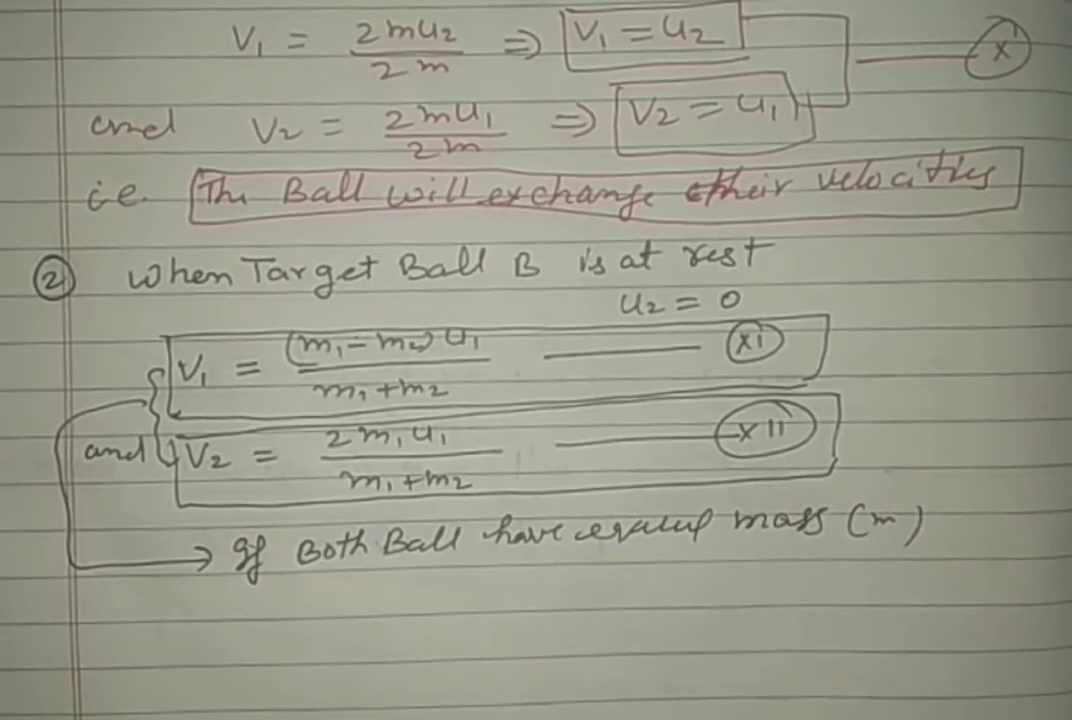 V₁ = 2mu₂/2m ⇒ V₁ = u₂ — (X)
and V₂ = 2mu₁/2m ⇒ V₂ = u₁
i.e. The Ball will exchange their velocities
(2) when Target Ball B is at rest
u₂ = 0
V₁ = (m₁ - m₂) u₁/m₁ + m₂ — (XI)
and V₂ = 2m₁u₁/m₁ + m₂ — (XII)
→ If Both Ball have equal mass (m)